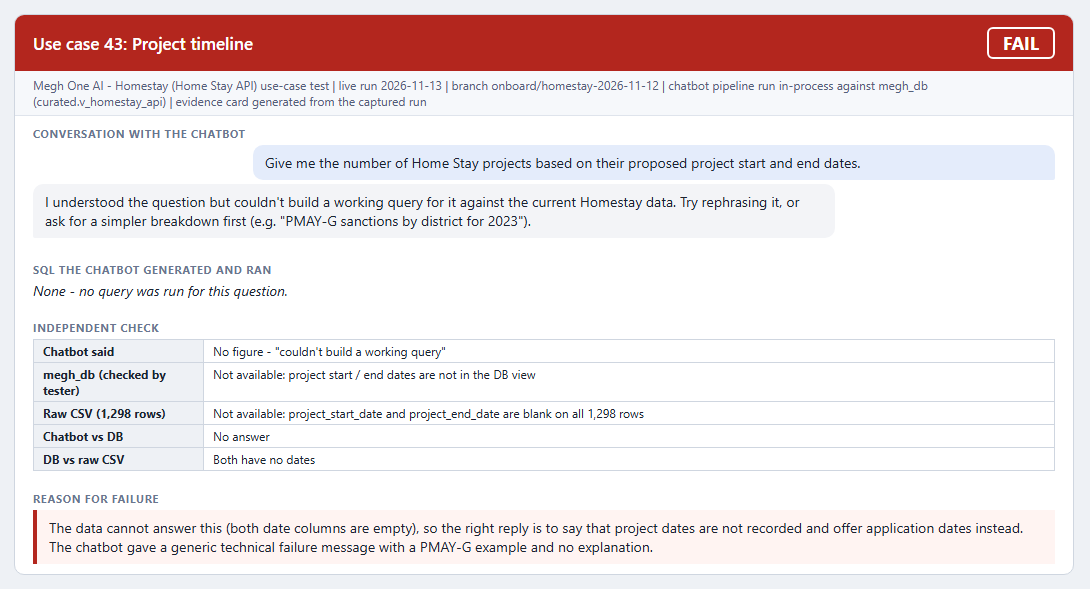 Use case 43: Project timeline
FAIL
Megh One AI - Homestay (Home Stay API) use-case test | live run 2026-11-13 | branch onboard/homestay-2026-11-12 | chatbot pipeline run in-process against megh_db
(curated.v_homestay_api) | evidence card generated from the captured run
CONVERSATION WITH THE CHATBOT
Give me the number of Home Stay projects based on their proposed project start and end dates.
I understood the question but couldn't build a working query for it against the current Homestay data. Try rephrasing it, or
ask for a simpler breakdown first (e.g. "PMAY-G sanctions by district for 2023").
SQL THE CHATBOT GENERATED AND RAN
None - no query was run for this question.
INDEPENDENT CHECK
Chatbot said No figure - "couldn't build a working query"
megh_db (checked by Not available: project start / end dates are not in the DB view
tester)
Raw CSV (1,298 rows) Not available: project_start_date and project_end_date are blank on all 1,298 rows
Chatbot vs DB No answer
DB vs raw CSV Both have no dates
REASON FOR FAILURE
The data cannot answer this (both date columns are empty), so the right reply is to say that project dates are not recorded and offer application dates instead.
The chatbot gave a generic technical failure message with a PMAY-G example and no explanation.